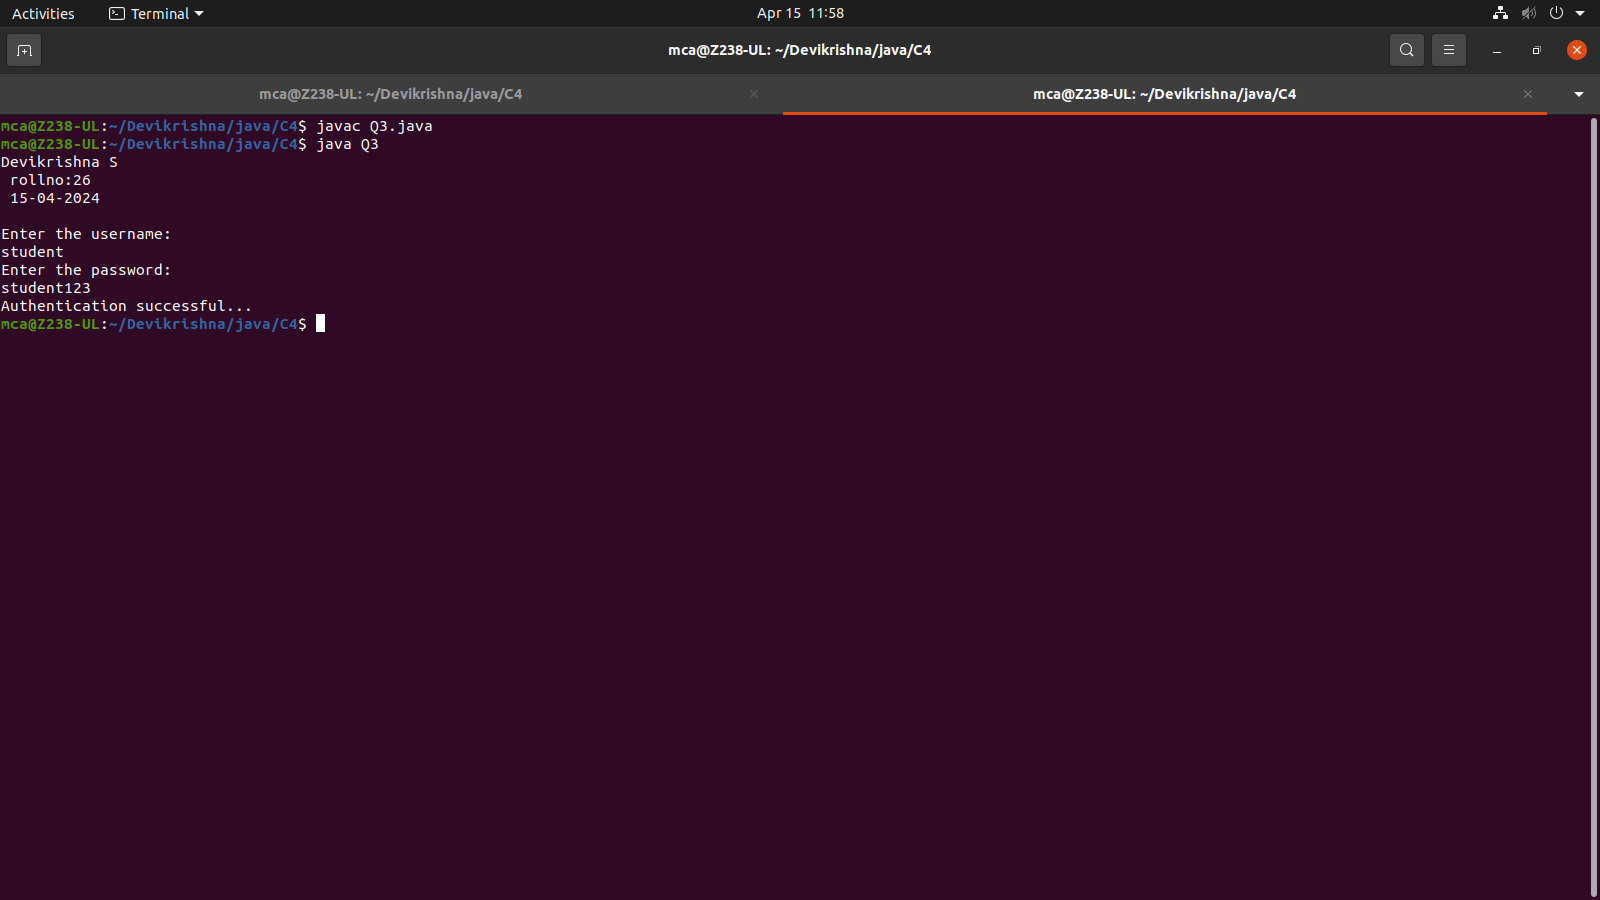 Activities Terminal Apr 15 11:58
mca@Z238-UL: ~/Devikrishna/java/C4
mca@Z238-UL: ~/Devikrishna/java/C4 mca@Z238-UL: ~/Devikrishna/java/C4
mca@Z238-UL:~/Devikrishna/java/C4$ javac Q3.java
mca@Z238-UL:~/Devikrishna/java/C4$ java Q3
Devikrishna S
 rollno:26
 15-04-2024

Enter the username:
student
Enter the password:
student123
Authentication successful...
mca@Z238-UL:~/Devikrishna/java/C4$